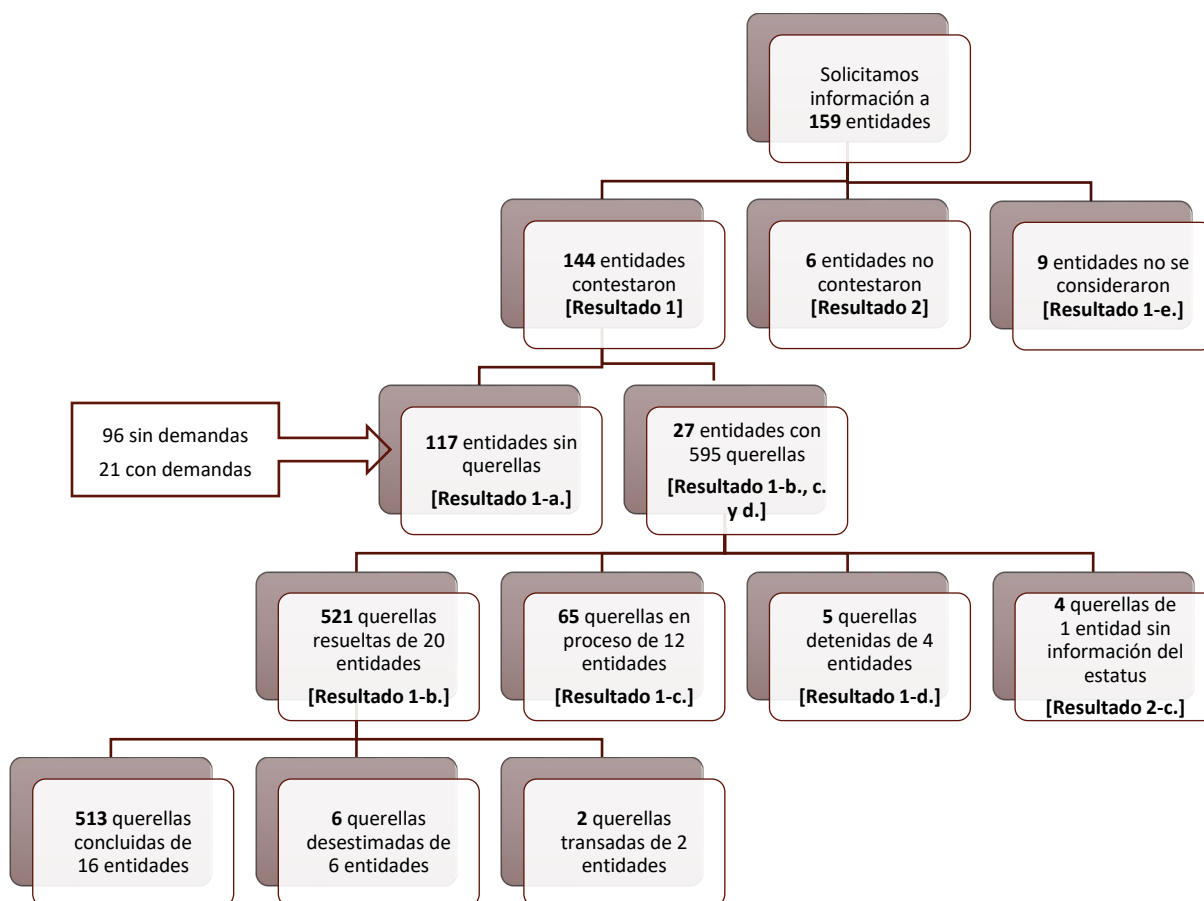 Solicitamos
información a
159 entidades
144 entidades
contestaron
[Resultado 1]
6 entidades no
contestaron
[Resultado 2]
9 entidades no se
consideraron
[Resultado 1-e.]
96 sin demandas
21 con demandas
117 entidades sin
querellas
[Resultado 1-a.]
27 entidades con
595 querellas
[Resultado 1-b., c.
y d.]
521 querellas
resueltas de 20
entidades
[Resultado 1-b.]
65 querellas en
proceso de 12
entidades
[Resultado 1-c.]
5 querellas
detenidas de 4
entidades
[Resultado 1-d.]
4 querellas de
1 entidad sin
información del
estatus
[Resultado 2-c.]
513 querellas
concluidas de
16 entidades
6 querellas
desestimadas de
6 entidades
2 querellas
transadas de 2
entidades